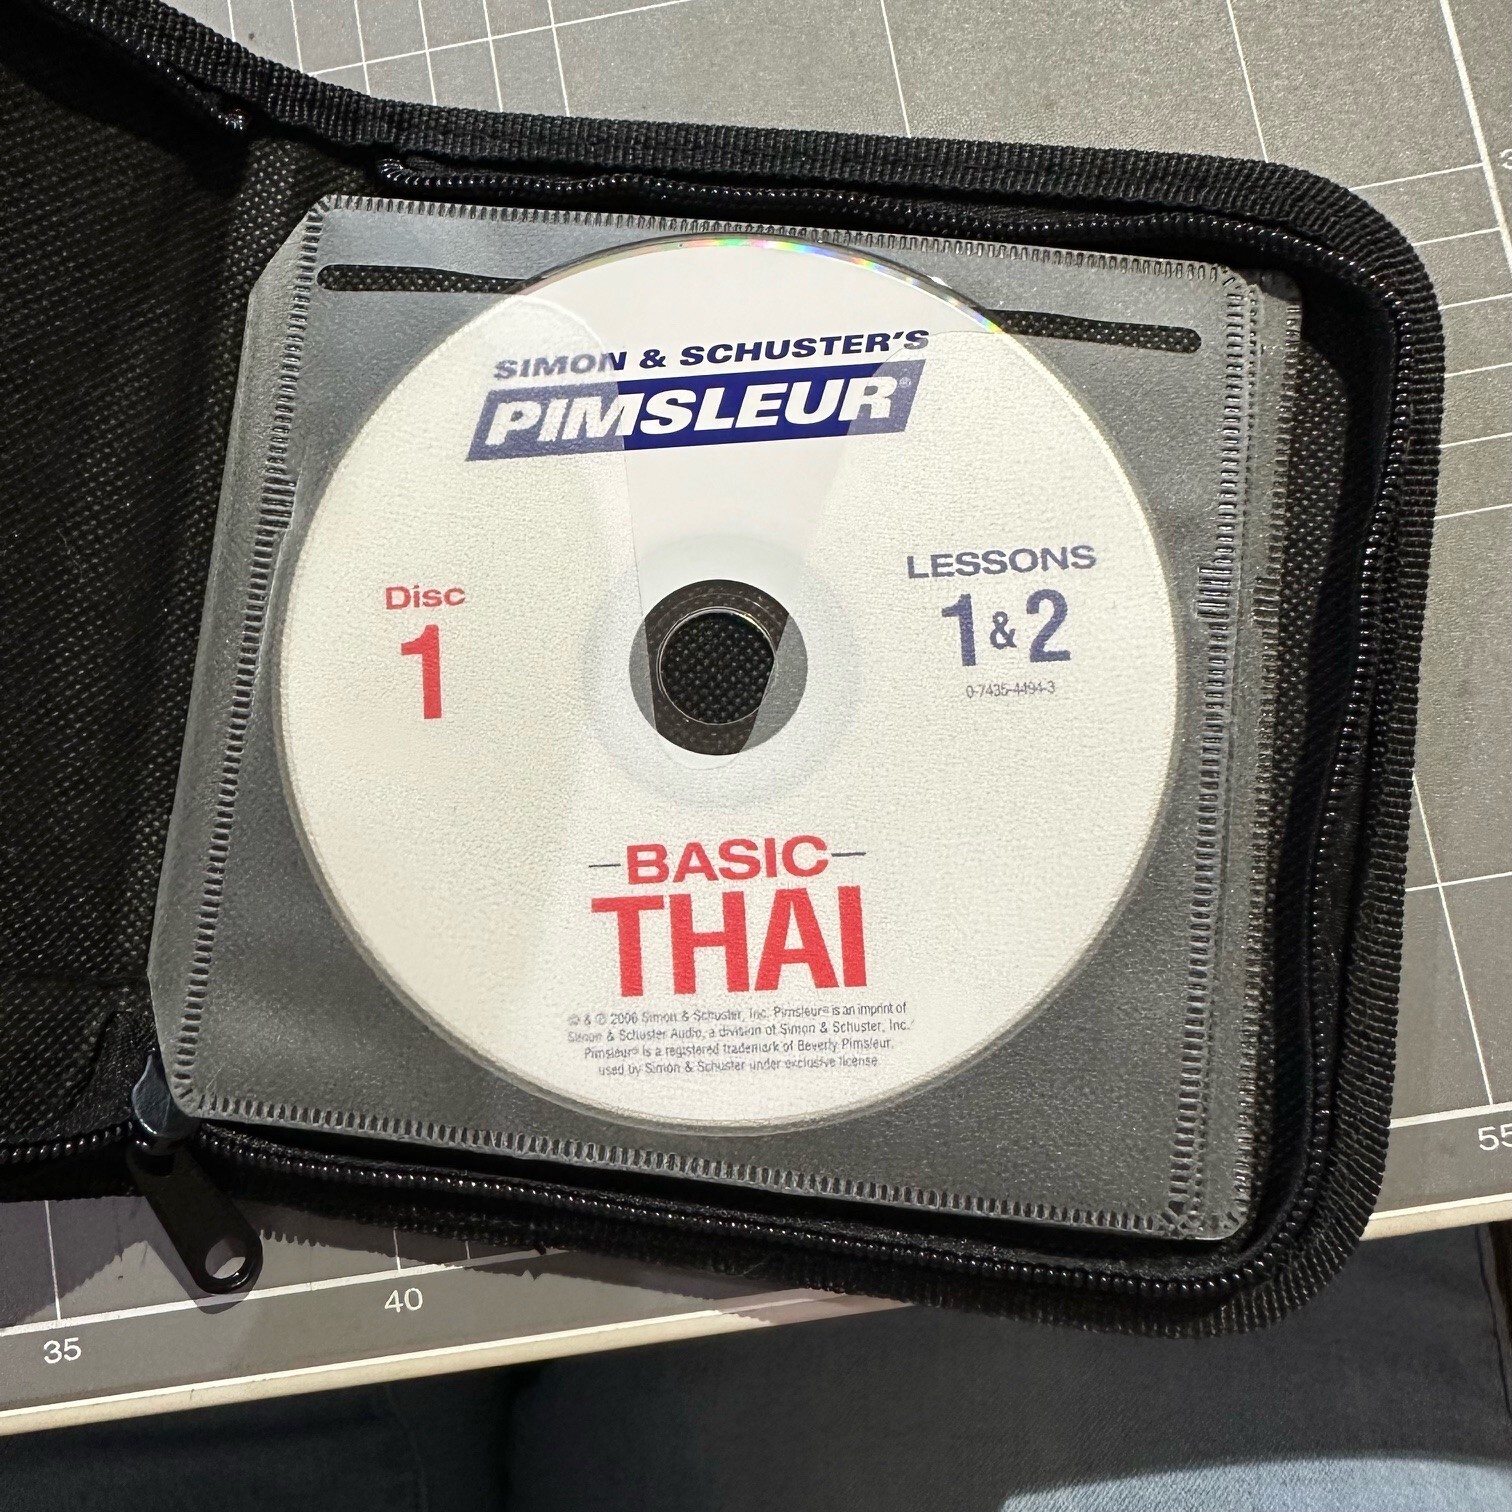 SIMON & SCHUSTER'S
PIMSLEUR®
Disc
1
LESSONS
1&2
0-7435-4494-3
BASIC
THAI
© & ℗ 2006 Simon & Schuster, Inc. Pimsleur® is an imprint of
Simon & Schuster Audio, a division of Simon & Schuster, Inc.
Pimsleur® is a registered trademark of Beverly Pimsleur,
used by Simon & Schuster under exclusive license.
35
40
55